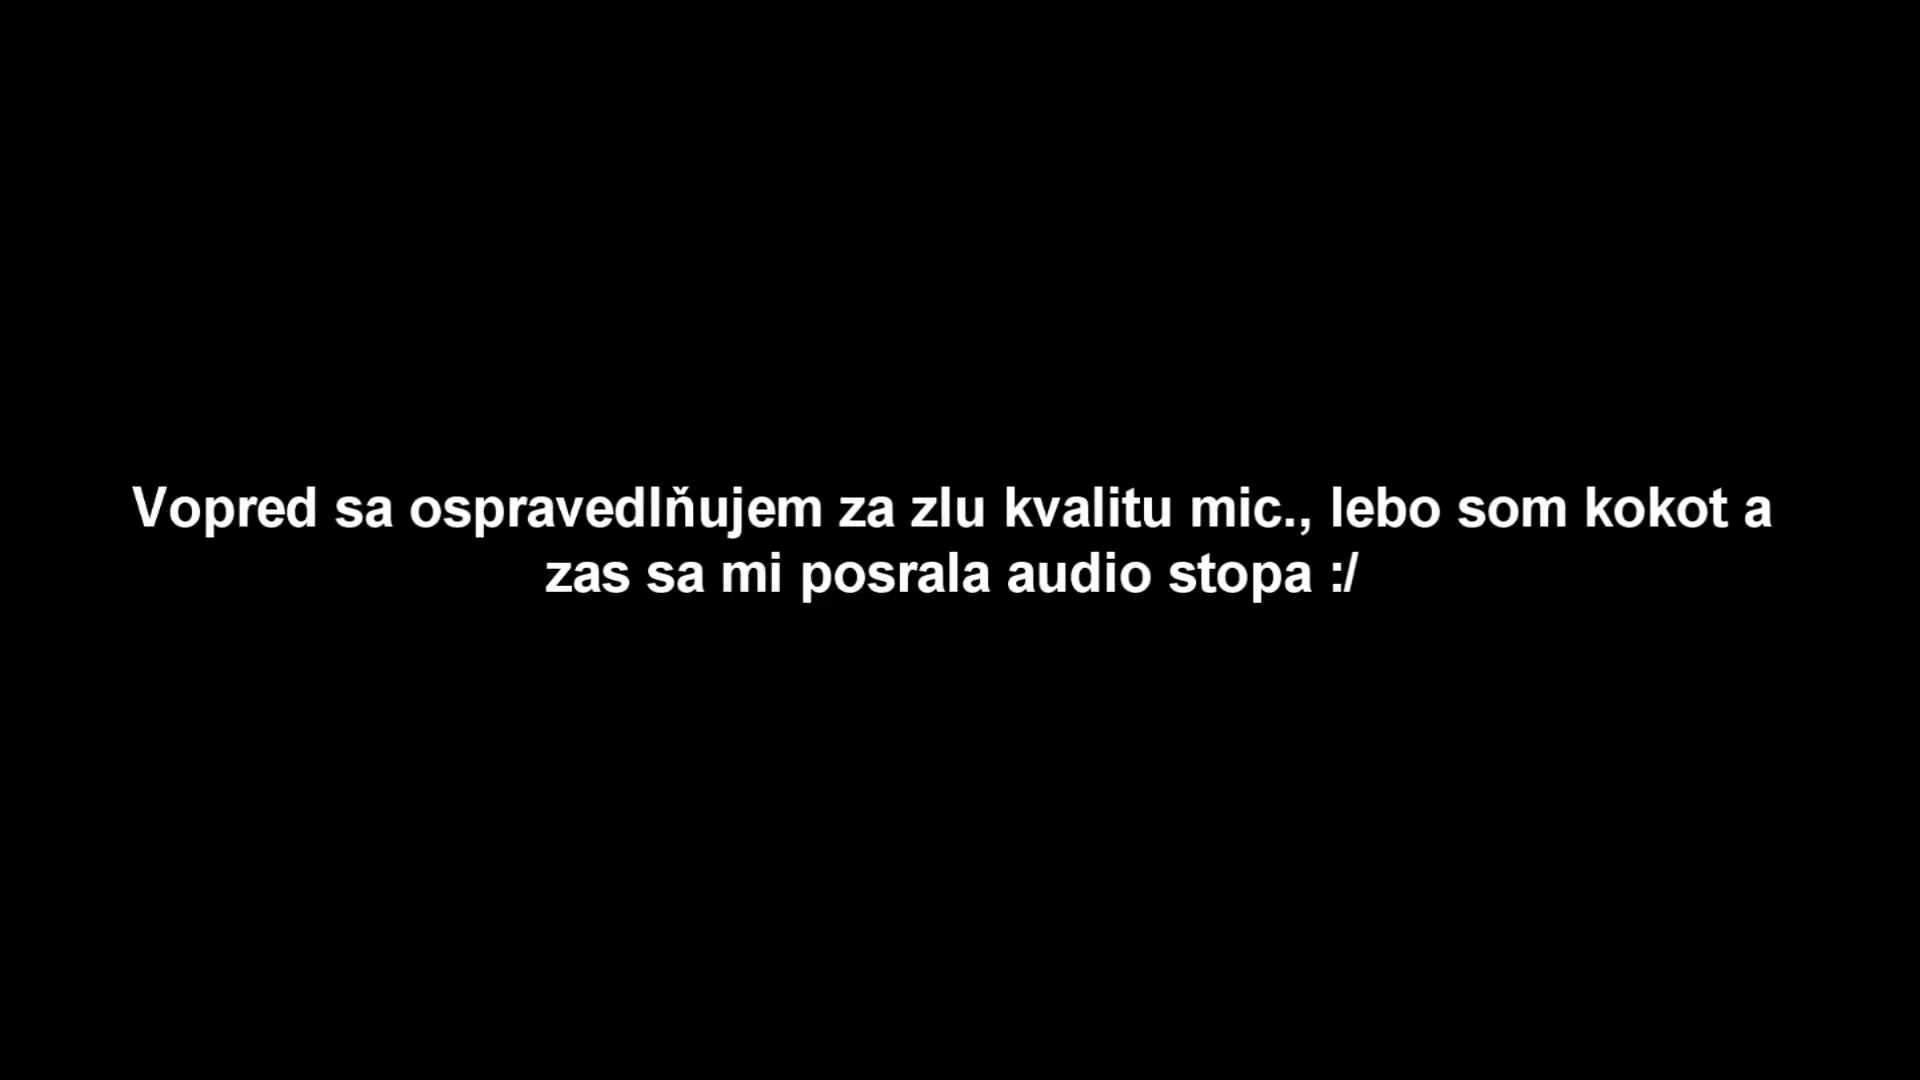 Vopred sa ospravedlňujem za zlu kvalitu mic., lebo som kokot a
zas sa mi posrala audio stopa :/